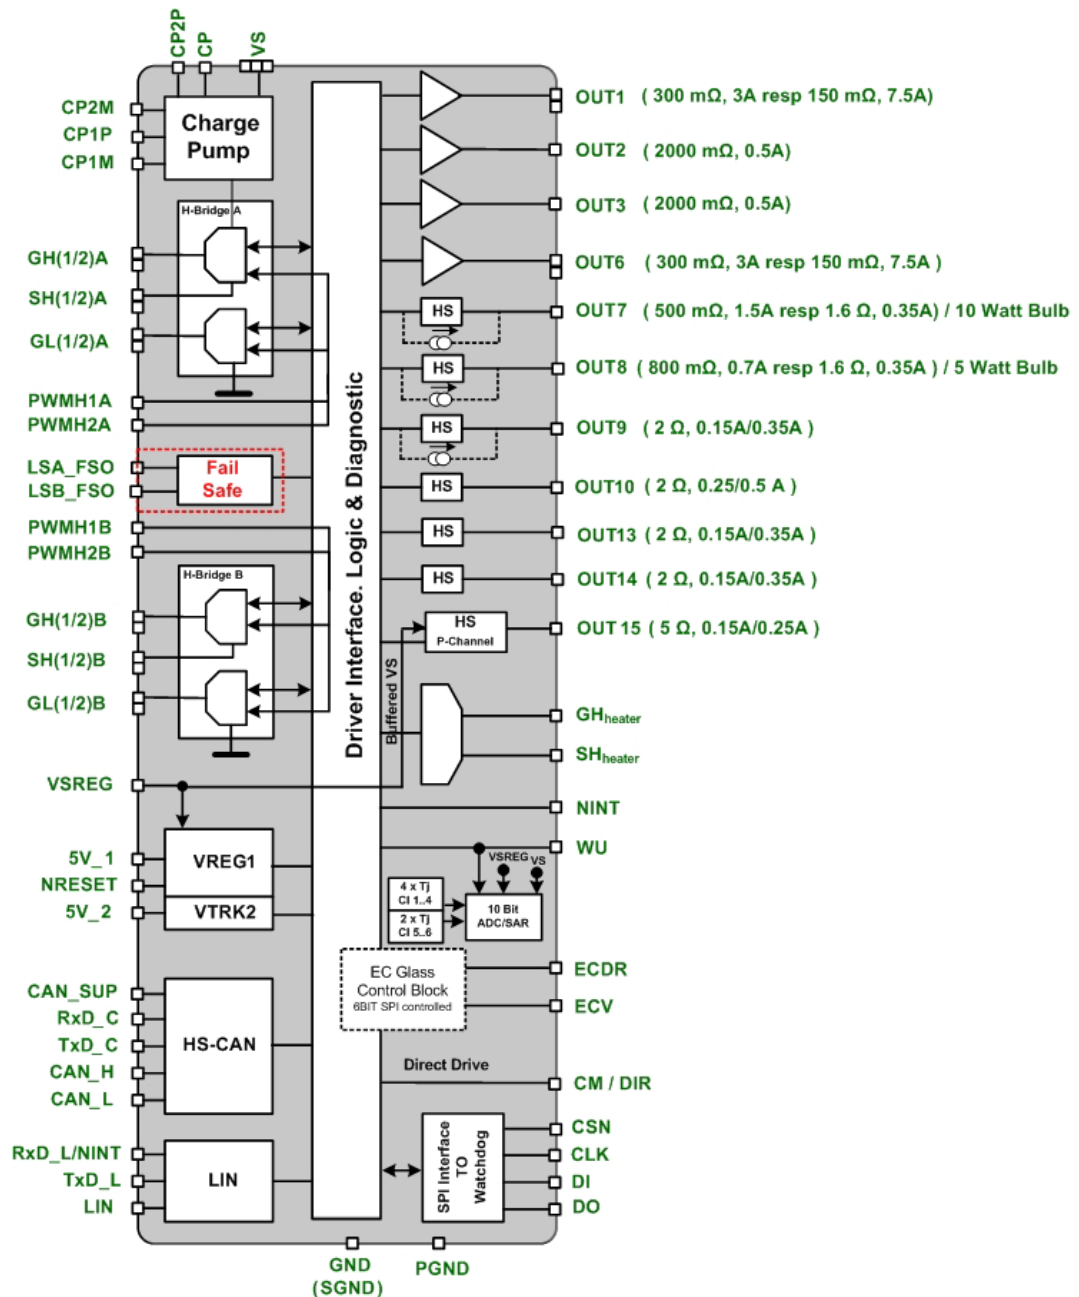 CP2P
CP
VS
CP2M
CP1P
CP1M
Charge
Pump
H-Bridge A
GH(1/2)A
SH(1/2)A
GL(1/2)A
PWMH1A
PWMH2A
LSA_FSO
LSB_FSO
Fail
Safe
PWMH1B
PWMH2B
H-Bridge B
GH(1/2)B
SH(1/2)B
GL(1/2)B
VSREG
5V_1
NRESET
5V_2
VREG1
VTRK2
CAN_SUP
RxD_C
TxD_C
CAN_H
CAN_L
HS-CAN
RxD_L/NINT
TxD_L
LIN
LIN
Driver Interface. Logic & Diagnostic
OUT1 ( 300 mΩ, 3A resp 150 mΩ, 7.5A)
OUT2 ( 2000 mΩ, 0.5A)
OUT3 ( 2000 mΩ, 0.5A)
OUT6 ( 300 mΩ, 3A resp 150 mΩ, 7.5A )
HS
OUT7 ( 500 mΩ, 1.5A resp 1.6 Ω, 0.35A) / 10 Watt Bulb
HS
OUT8 ( 800 mΩ, 0.7A resp 1.6 Ω, 0.35A ) / 5 Watt Bulb
HS
OUT9 ( 2 Ω, 0.15A/0.35A )
HS
OUT10 ( 2 Ω, 0.25/0.5 A )
HS
OUT13 ( 2 Ω, 0.15A/0.35A )
HS
OUT14 ( 2 Ω, 0.15A/0.35A )
HS
P-Channel
OUT 15 ( 5 Ω, 0.15A/0.25A )
Buffered VS
GHheater
SHheater
NINT
WU
VSREG
VS
4 x Tj
Cl 1..4
2 x Tj
Cl 5..6
10 Bit
ADC/SAR
EC Glass
Control Block
6BIT SPI controlled
ECDR
ECV
Direct Drive
CM / DIR
SPI Interface
TO
Watchdog
CSN
CLK
DI
DO
GND
(SGND)
PGND